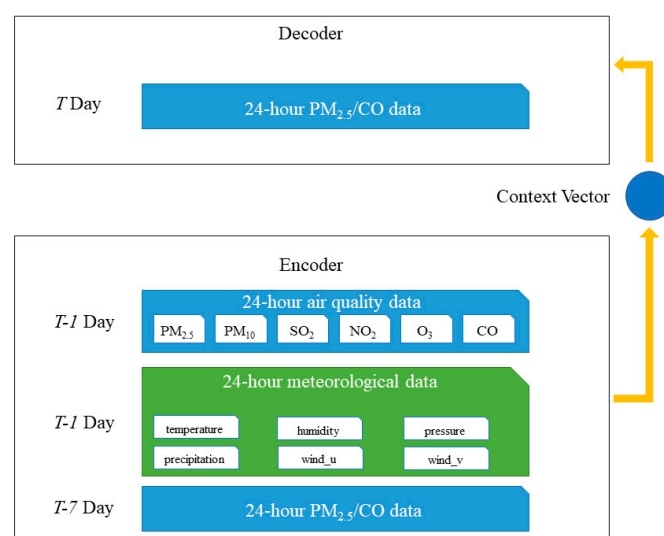 Decoder
T Day
24-hour PM2.5/CO data
Context Vector
Encoder
24-hour air quality data
T-1 Day
PM2.5 PM10 SO2 NO2 O3 CO
24-hour meteorological data
T-1 Day
temperature humidity pressure
precipitation wind_u wind_v
T-7 Day
24-hour PM2.5/CO data